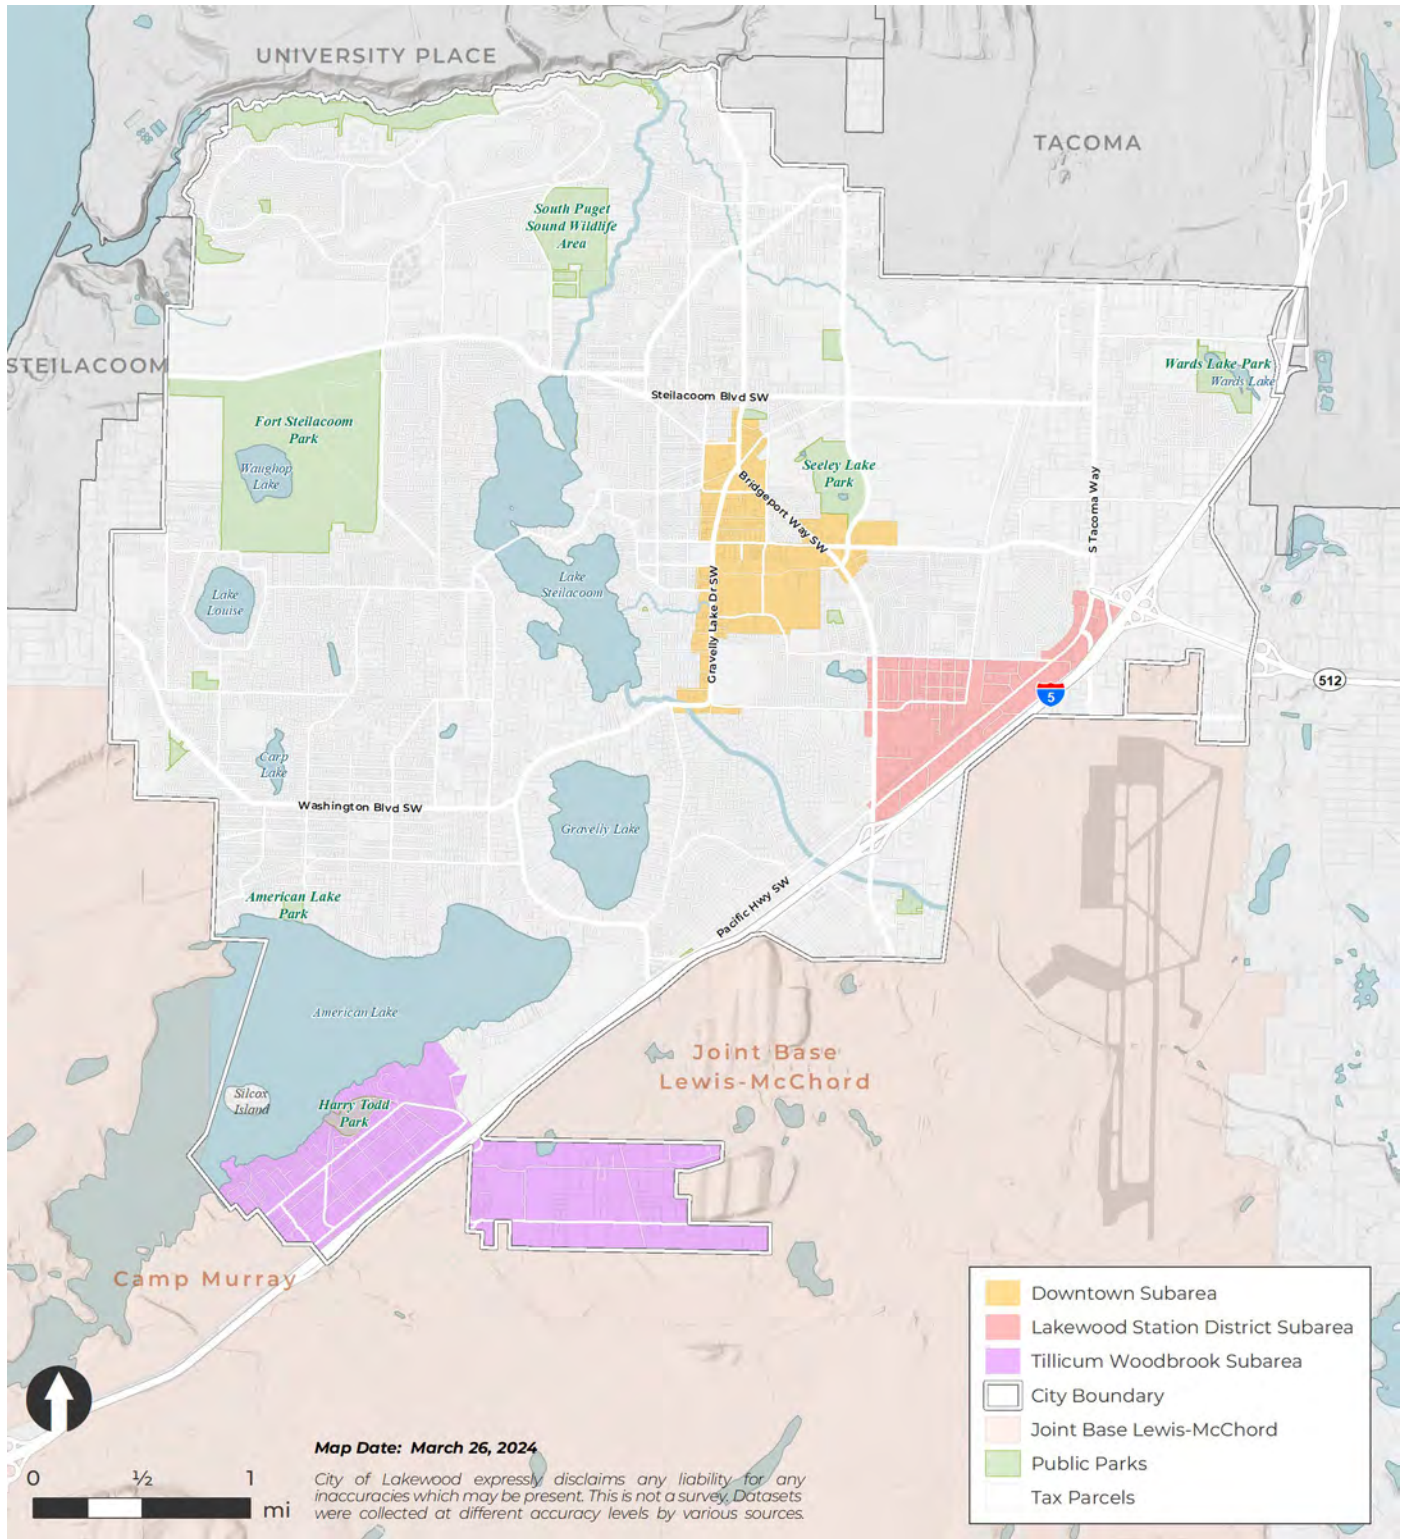 UNIVERSITY PLACE
TACOMA
South Puget
Sound Wildlife
Area
STEILACOOM
Wards Lake Park
Wards Lake
Steilacoom Blvd SW
Fort Steilacoom
Park
Waughop
Lake
Seeley Lake
Park
Bridgeport Way SW
S Tacoma Way
Lake
Steilacoom
Lake
Louise
Gravelly Lake Dr SW
512
5
Carp
Lake
Washington Blvd SW
Gravelly Lake
American Lake
Park
Pacific Hwy SW
American Lake
Joint Base
Lewis-McChord
Silcox
Island
Harry Todd
Park
Camp Murray
Downtown Subarea
Lakewood Station District Subarea
Tillicum Woodbrook Subarea
City Boundary
Joint Base Lewis-McChord
Public Parks
Tax Parcels
Map Date: March 26, 2024
0 ½ 1
mi
City of Lakewood expressly disclaims any liability for any
inaccuracies which may be present. This is not a survey. Datasets
were collected at different accuracy levels by various sources.